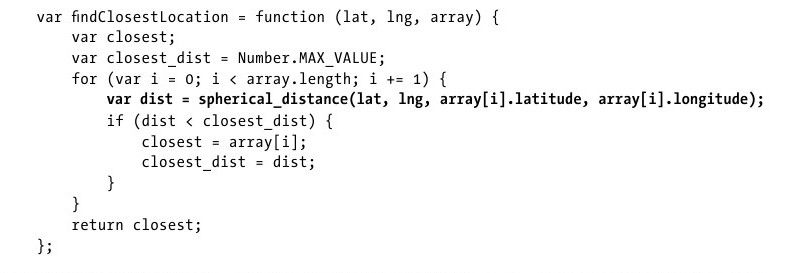 var findClosestLocation = function (lat, lng, array) {
    var closest;
    var closest_dist = Number.MAX_VALUE;
    for (var i = 0; i < array.length; i += 1) {
        var dist = spherical_distance(lat, lng, array[i].latitude, array[i].longitude);
        if (dist < closest_dist) {
            closest = array[i];
            closest_dist = dist;
        }
    }
    return closest;
};